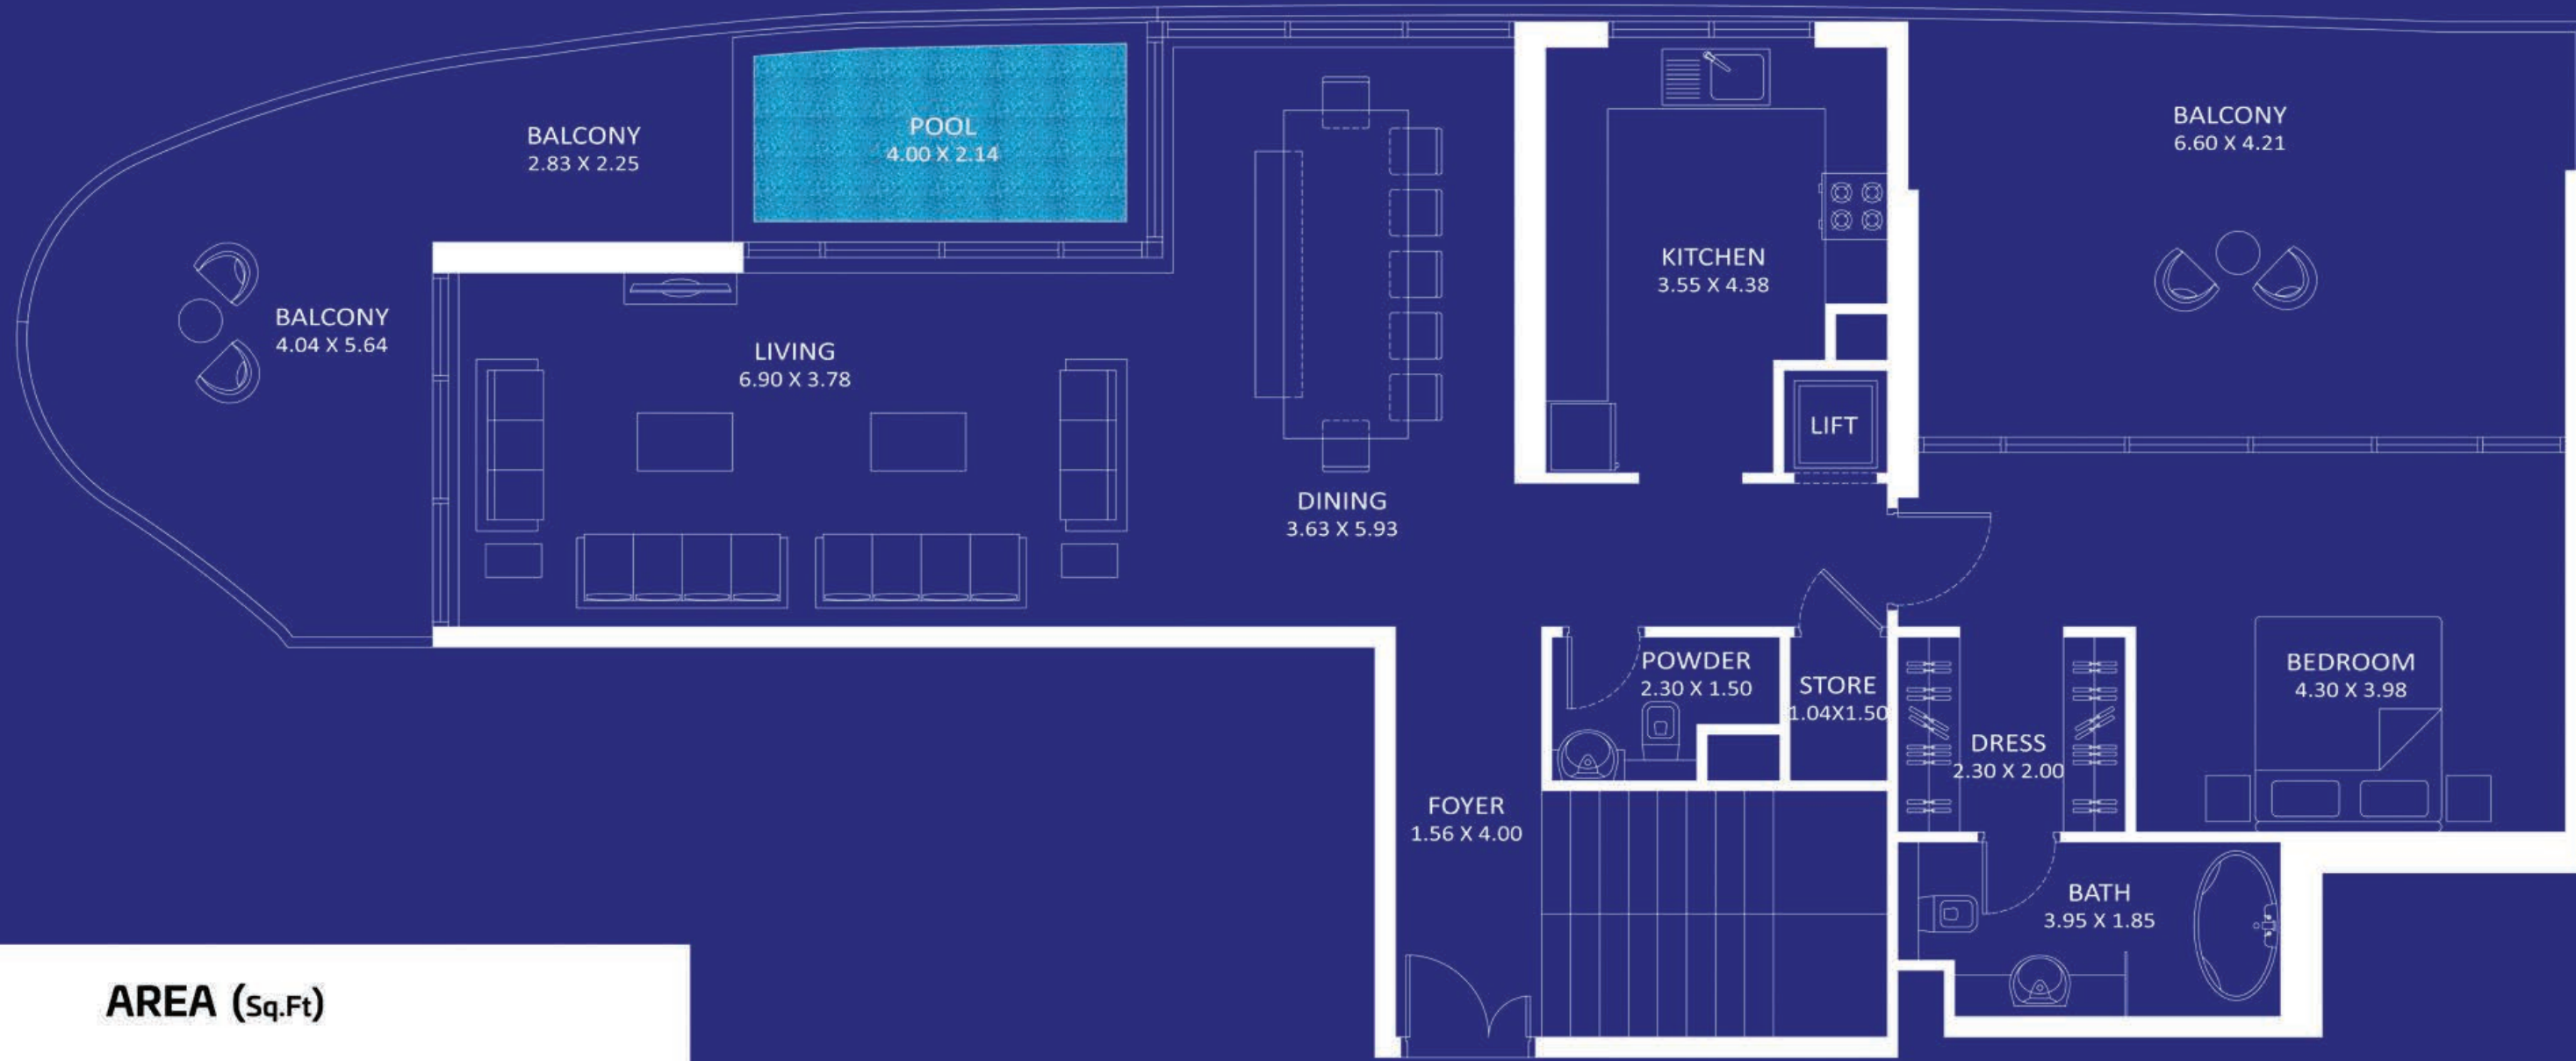 BALCONY
2.83 X 2.25
POOL
4.00 X 2.14
BALCONY
6.60 X 4.21
KITCHEN
3.55 X 4.38
BALCONY
4.04 X 5.64
LIVING
6.90 X 3.78
LIFT
DINING
3.63 X 5.93
POWDER
2.30 X 1.50
STORE
1.04X1.50
BEDROOM
4.30 X 3.98
DRESS
2.30 X 2.00
FOYER
1.56 X 4.00
BATH
3.95 X 1.85
AREA (Sq.Ft)